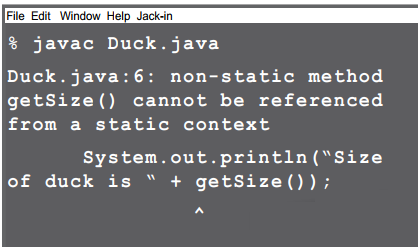 File Edit Window Help Jack-in
% javac Duck.java
Duck.java:6: non-static method
getSize() cannot be referenced
from a static context
System.out.println(“Size
of duck is “ + getSize());
^